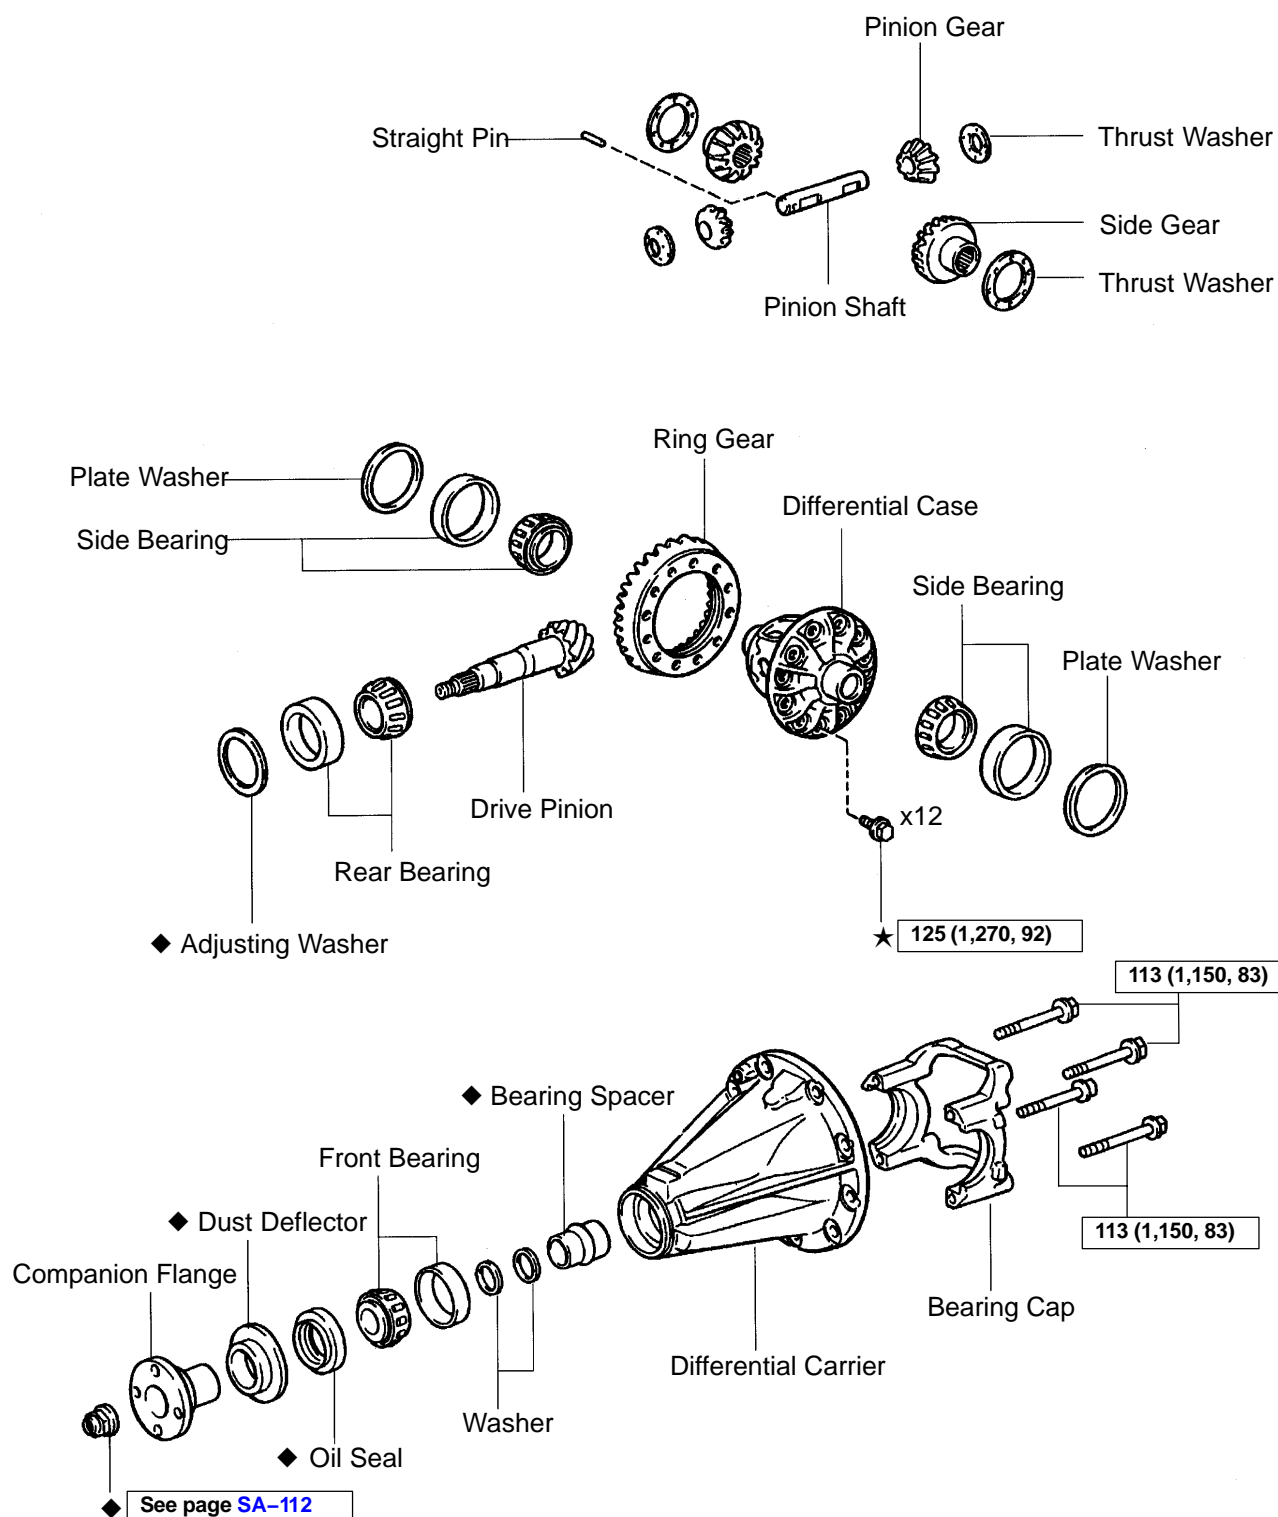 Pinion Gear
Straight Pin
Thrust Washer
Side Gear
Thrust Washer
Pinion Shaft
Ring Gear
Plate Washer
Differential Case
Side Bearing
Side Bearing
Plate Washer
Drive Pinion
x12
Rear Bearing
◆ Adjusting Washer
★ 125 (1,270, 92)
113 (1,150, 83)
◆ Bearing Spacer
Front Bearing
◆ Dust Deflector
113 (1,150, 83)
Companion Flange
Bearing Cap
Differential Carrier
Washer
◆ Oil Seal
◆ See page SA–112